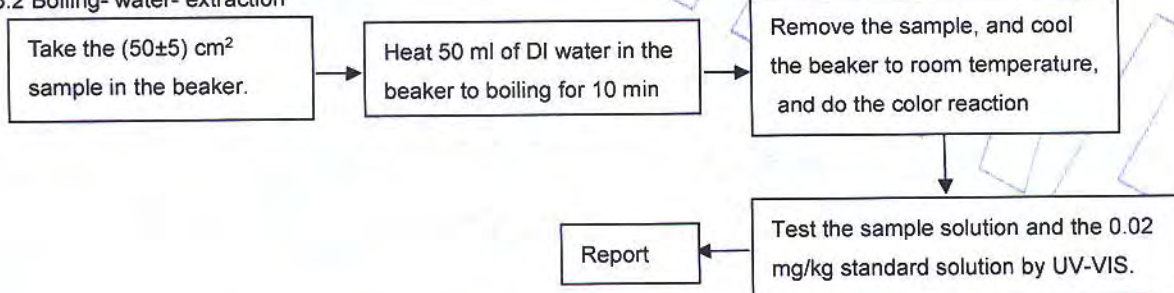 Boiling- water- extraction
Take the (50±5) cm²
sample in the beaker.
Heat 50 ml of DI water in the
beaker to boiling for 10 min
Remove the sample, and cool
the beaker to room temperature,
and do the color reaction
Test the sample solution and the 0.02
mg/kg standard solution by UV-VIS.
Report